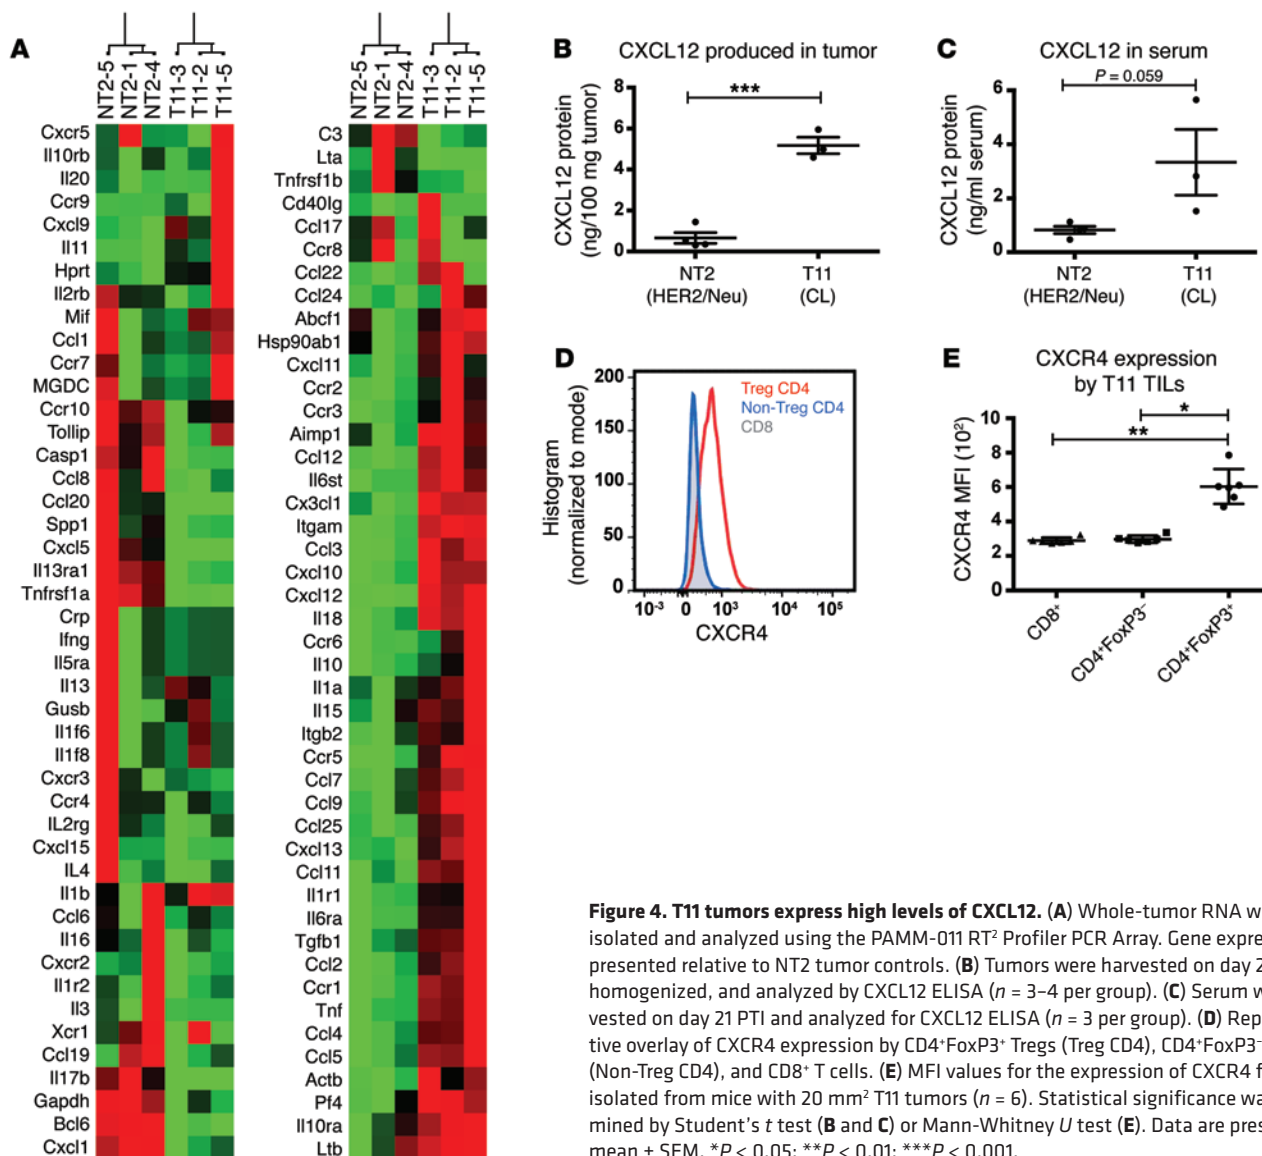 A
NT2-5
NT2-1
NT2-4
T11-3
T11-2
T11-5
Cxcr5
Il10rb
Il20
Ccr9
Cxcl9
Il11
Hprt
Il2rb
Mif
Ccl1
Ccr7
MGDC
Ccr10
Tollip
Casp1
Ccl8
Ccl20
Spp1
Cxcl5
Il13ra1
Tnfrsf1a
Crp
Ifng
Il5ra
Il13
Gusb
Il1f6
Il1f8
Cxcr3
Ccr4
IL2rg
Cxcl15
IL4
Il1b
Ccl6
Il16
Cxcr2
Il1r2
Il3
Xcr1
Ccl19
Il17b
Gapdh
Bcl6
Cxcl1
NT2-5
NT2-1
NT2-4
T11-3
T11-2
T11-5
C3
Lta
Tnfrsf1b
Cd40lg
Ccl17
Ccr8
Ccl22
Ccl24
Abcf1
Hsp90ab1
Cxcl11
Ccr2
Ccr3
Aimp1
Ccl12
Il6st
Cx3cl1
Itgam
Ccl3
Cxcl10
Cxcl12
Il18
Ccr6
Il10
Il1a
Il15
Itgb2
Ccr5
Ccl7
Ccl9
Ccl25
Cxcl13
Ccl11
Il1r1
Il6ra
Tgfb1
Ccl2
Ccr1
Tnf
Ccl4
Ccl5
Actb
Pf4
Il10ra
Ltb
B
CXCL12 produced in tumor
***
CXCL12 protein
(ng/100 mg tumor)
8
6
4
2
0
NT2
(HER2/Neu)
T11
(CL)
C
CXCL12 in serum
P = 0.059
CXCL12 protein
(ng/ml serum)
6
4
2
0
NT2
(HER2/Neu)
T11
(CL)
D
Histogram
(normalized to mode)
200
150
100
50
0
Treg CD4
Non-Treg CD4
CD8
10⁻³ 0 10³ 10⁴ 10⁵
CXCR4
E
CXCR4 expression
by T11 TILs
*
**
CXCR4 MFI (10²)
10
8
6
4
2
0
CD8⁺
CD4⁺FoxP3⁻
CD4⁺FoxP3⁺
Figure 4. T11 tumors express high levels of CXCL12. (A) Whole-tumor RNA w
isolated and analyzed using the PAMM-011 RT² Profiler PCR Array. Gene expre
presented relative to NT2 tumor controls. (B) Tumors were harvested on day 2
homogenized, and analyzed by CXCL12 ELISA (n = 3–4 per group). (C) Serum w
vested on day 21 PTI and analyzed for CXCL12 ELISA (n = 3 per group). (D) Rep
tive overlay of CXCR4 expression by CD4⁺FoxP3⁺ Tregs (Treg CD4), CD4⁺FoxP3⁻
(Non-Treg CD4), and CD8⁺ T cells. (E) MFI values for the expression of CXCR4 f
isolated from mice with 20 mm² T11 tumors (n = 6). Statistical significance wa
mined by Student's t test (B and C) or Mann-Whitney U test (E). Data are pres
mean ± SEM. *P < 0.05; **P < 0.01; ***P < 0.001.